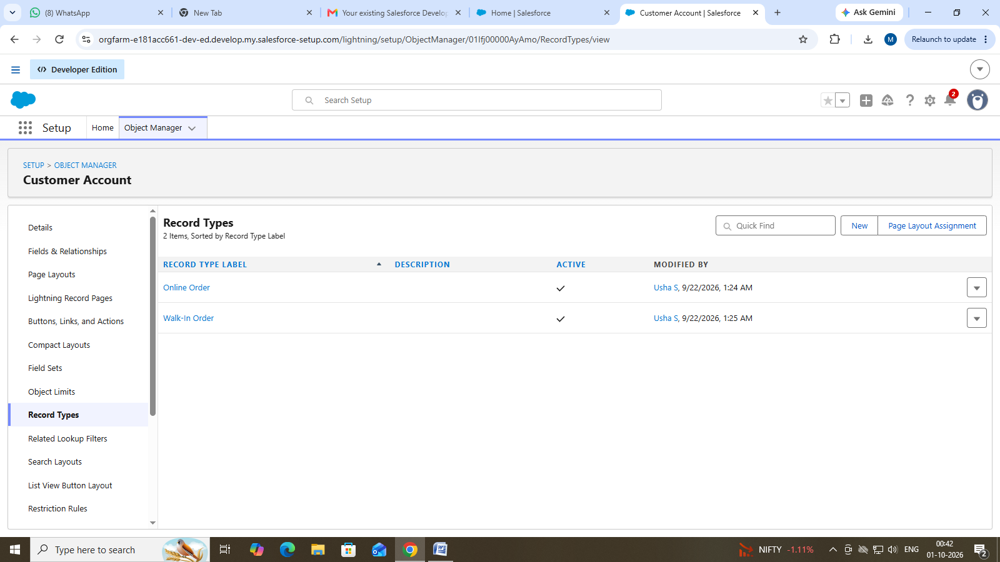 (8) WhatsApp
New Tab
Your existing Salesforce Develop
Home | Salesforce
Customer Account | Salesforce
Ask Gemini
orgfarm-e181acc661-dev-ed.develop.my.salesforce-setup.com/lightning/setup/ObjectManager/01Ifj00000AyAmo/RecordTypes/view
M
Relaunch to update
Developer Edition
Search Setup
2
Setup
Home
Object Manager
SETUP > OBJECT MANAGER
Customer Account
Details
Fields & Relationships
Page Layouts
Lightning Record Pages
Buttons, Links, and Actions
Compact Layouts
Field Sets
Object Limits
Record Types
Related Lookup Filters
Search Layouts
List View Button Layout
Restriction Rules
Record Types
2 Items, Sorted by Record Type Label
Quick Find
New
Page Layout Assignment
RECORD TYPE LABEL DESCRIPTION ACTIVE MODIFIED BY
Online Order Usha S, 9/22/2026, 1:24 AM
Walk-In Order Usha S, 9/22/2026, 1:25 AM
Type here to search
NIFTY -1.11%
ENG
00:42
01-10-2026
2